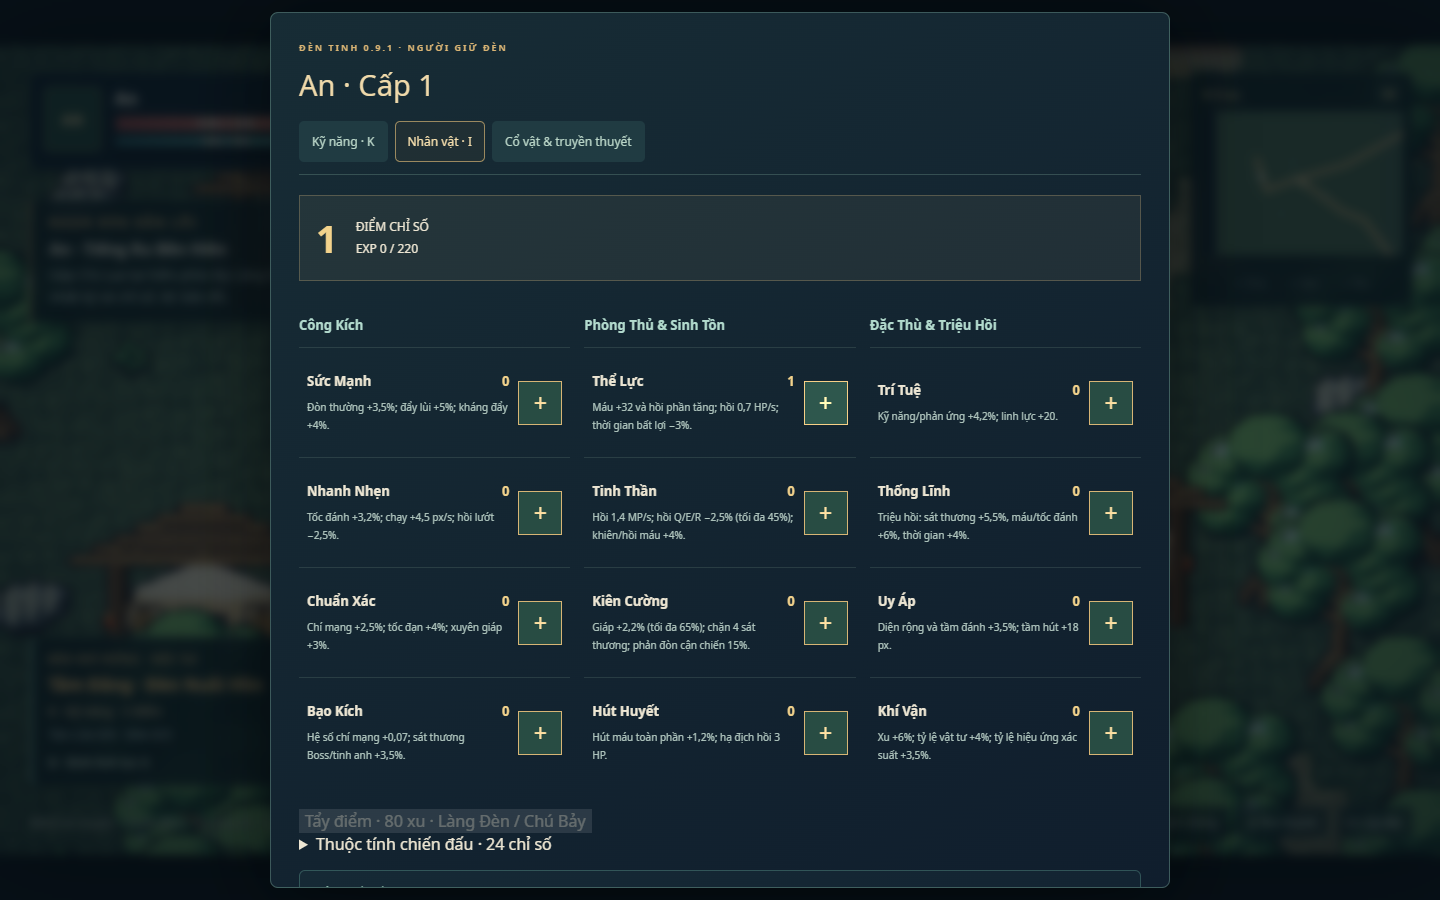 ĐÈN TINH 0.9.1 · NGƯỜI GIỮ ĐÈN
An · Cấp 1
Kỹ năng · K
Nhân vật · I
Cổ vật & truyền thuyết
1
ĐIỂM CHỈ SỐ
EXP 0 / 220
Công Kích
Sức Mạnh 0
Đòn thường +3,5%; đẩy lùi +5%; kháng đẩy
+4%.
+
Nhanh Nhẹn 0
Tốc đánh +3,2%; chạy +4,5 px/s; hồi lướt
−2,5%.
+
Chuẩn Xác 0
Chí mạng +2,5%; tốc đạn +4%; xuyên giáp
+3%.
+
Bạo Kích 0
Hệ số chí mạng +0,07; sát thương
Boss/tinh anh +3,5%.
+
Phòng Thủ & Sinh Tồn
Thể Lực 1
Máu +32 và hồi phần tăng; hồi 0,7 HP/s;
thời gian bất lợi −3%.
+
Tinh Thần 0
Hồi 1,4 MP/s; hồi Q/E/R −2,5% (tối đa 45%);
khiên/hồi máu +4%.
+
Kiên Cường 0
Giáp +2,2% (tối đa 65%); chặn 4 sát
thương; phản đòn cận chiến 15%.
+
Hút Huyết 0
Hút máu toàn phần +1,2%; hạ địch hồi 3
HP.
+
Đặc Thù & Triệu Hồi
Trí Tuệ 0
Kỹ năng/phản ứng +4,2%; linh lực +20.
+
Thống Lĩnh 0
Triệu hồi: sát thương +5,5%, máu/tốc đánh
+6%, thời gian +4%.
+
Uy Áp 0
Diện rộng và tầm đánh +3,5%; tầm hút +18
px.
+
Khí Vận 0
Xu +6%; tỷ lệ vật tư +4%; tỷ lệ hiệu ứng xác
suất +3,5%.
+
Tẩy điểm · 80 xu · Làng Đèn / Chú Bảy
Thuộc tính chiến đấu · 24 chỉ số